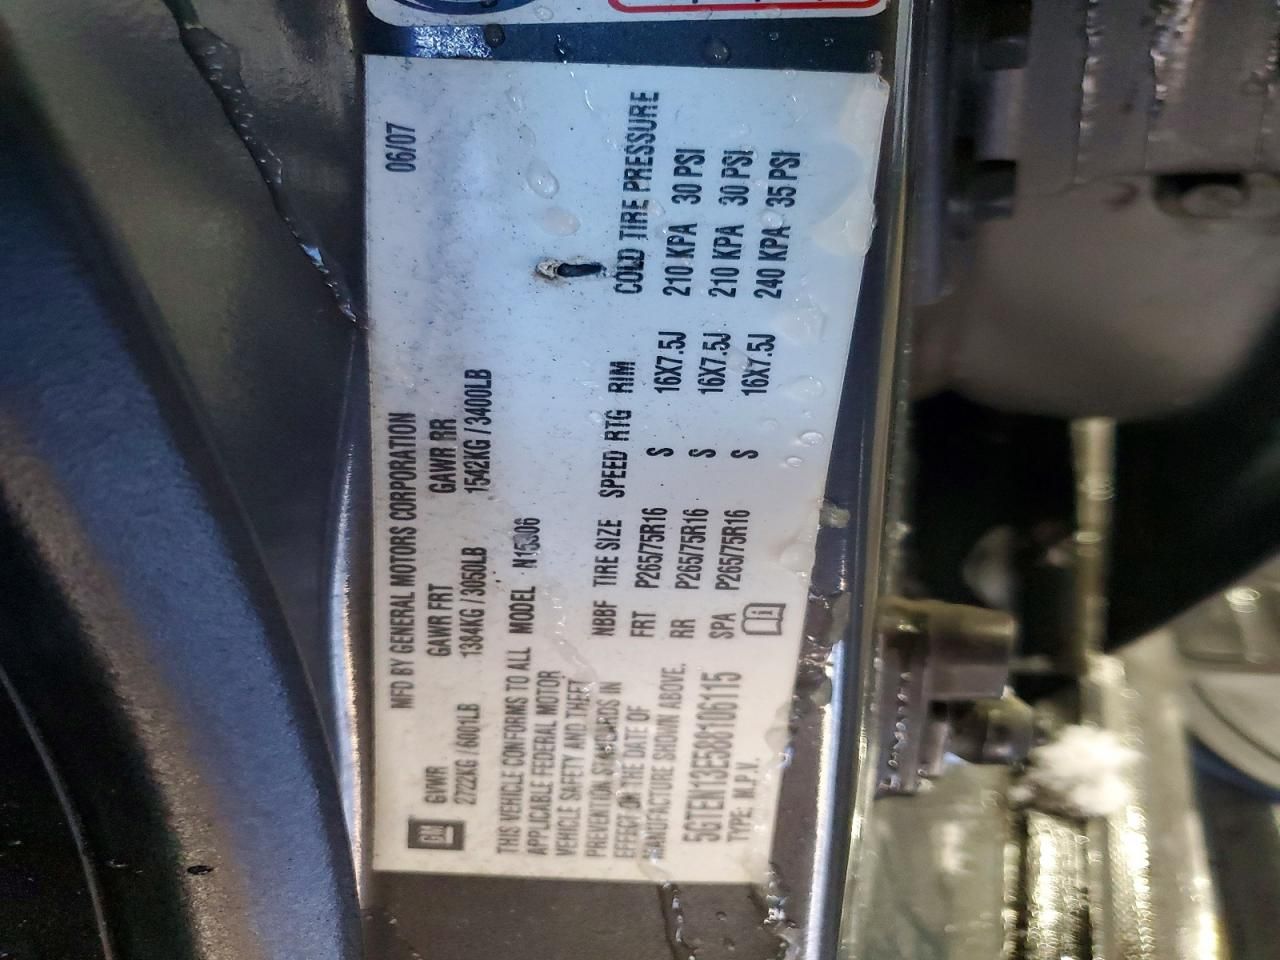 MFD BY GENERAL MOTORS CORPORATION 06/07
GM
GVWR GAWR FRT GAWR RR
2722KG / 6001LB 1384KG / 3050LB 1542KG / 3400LB
THIS VEHICLE CONFORMS TO ALL
APPLICABLE FEDERAL MOTOR
VEHICLE SAFETY AND THEFT
PREVENTION STANDARDS IN
EFFECT ON THE DATE OF
MANUFACTURE SHOWN ABOVE.
5GTEN13E588106115
TYPE: M.P.V.
MODEL N15306
NBBF TIRE SIZE SPEED RTG RIM COLD TIRE PRESSURE
FRT P265/75R16 S 16X7.5J 210 KPA 30 PSI
RR P265/75R16 S 16X7.5J 210 KPA 30 PSI
SPA P265/75R16 S 16X7.5J 240 KPA 35 PSI